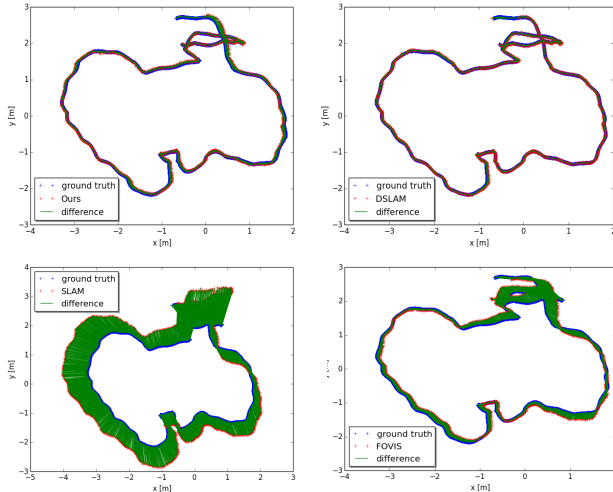 3
2
1
0
−1
−2
−3
y [m]
ground truth
Ours
difference
−4 −3 −2 −1 0 1 2
x [m]
3
2
1
0
−1
−2
−3
y [m]
ground truth
DSLAM
difference
−4 −3 −2 −1 0 1 2
x [m]
4
3
2
1
0
−1
−2
−3
y [m]
ground truth
SLAM
difference
−5 −4 −3 −2 −1 0 1 2 3
x [m]
3
2
1
0
−1
−2
ground truth
FOVIS
difference
−4 −3 −2 −1 0 1
x [m]